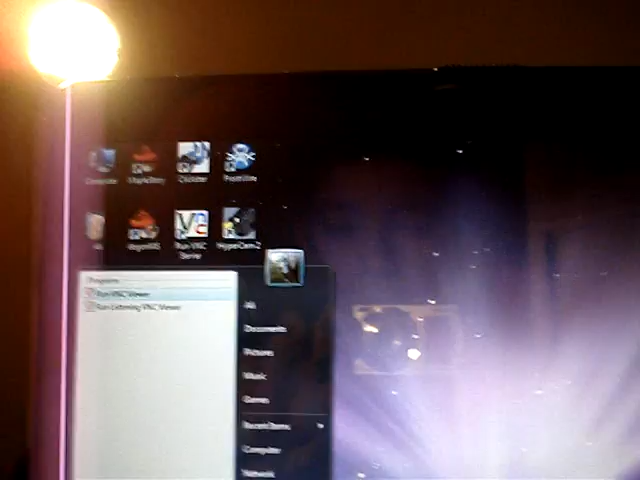 Computer
Run VNC
Server
HyperCam 2
Programs
Run VNC Viewer
Run Listening VNC Viewer
Documents
Pictures
Music
Games
Recent Items
Computer
Network